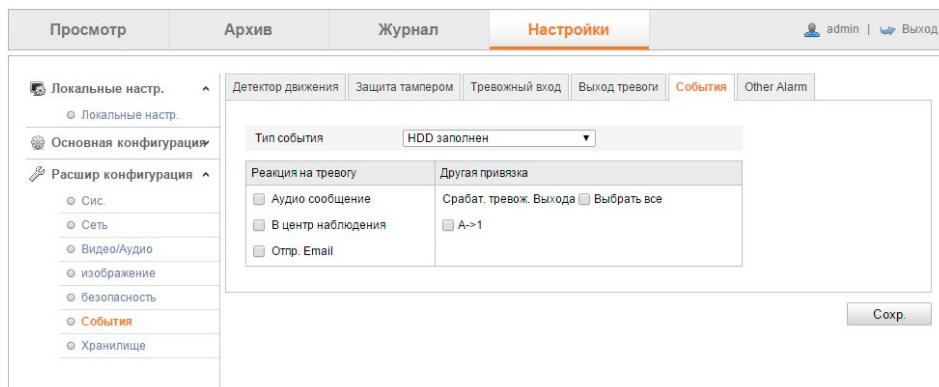 Просмотр Архив Журнал Настройки admin | Выход
Локальные настр.
Локальные настр.
Основная конфигурация
Расшир конфигурация
Сис.
Сеть
Видео/Аудио
изображение
безопасность
События
Хранилище
Детектор движения Защита тампером Тревожный вход Выход тревоги События Other Alarm
Тип события HDD заполнен
Реакция на тревогу Другая привязка
Аудио сообщение Срабат. тревож. Выхода Выбрать все
В центр наблюдения A->1
Отпр. Email
Сохр.